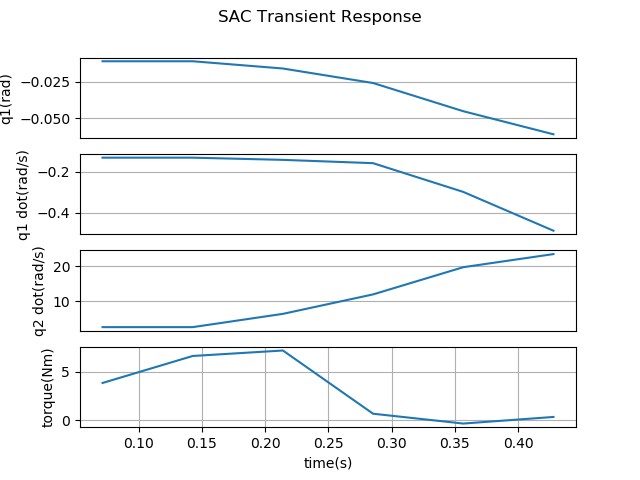 SAC Transient Response
q1(rad)
−0.025
−0.050
q1 dot(rad/s)
−0.2
−0.4
q2 dot(rad/s)
20
10
torque(Nm)
5
0
0.10 0.15 0.20 0.25 0.30 0.35 0.40
time(s)